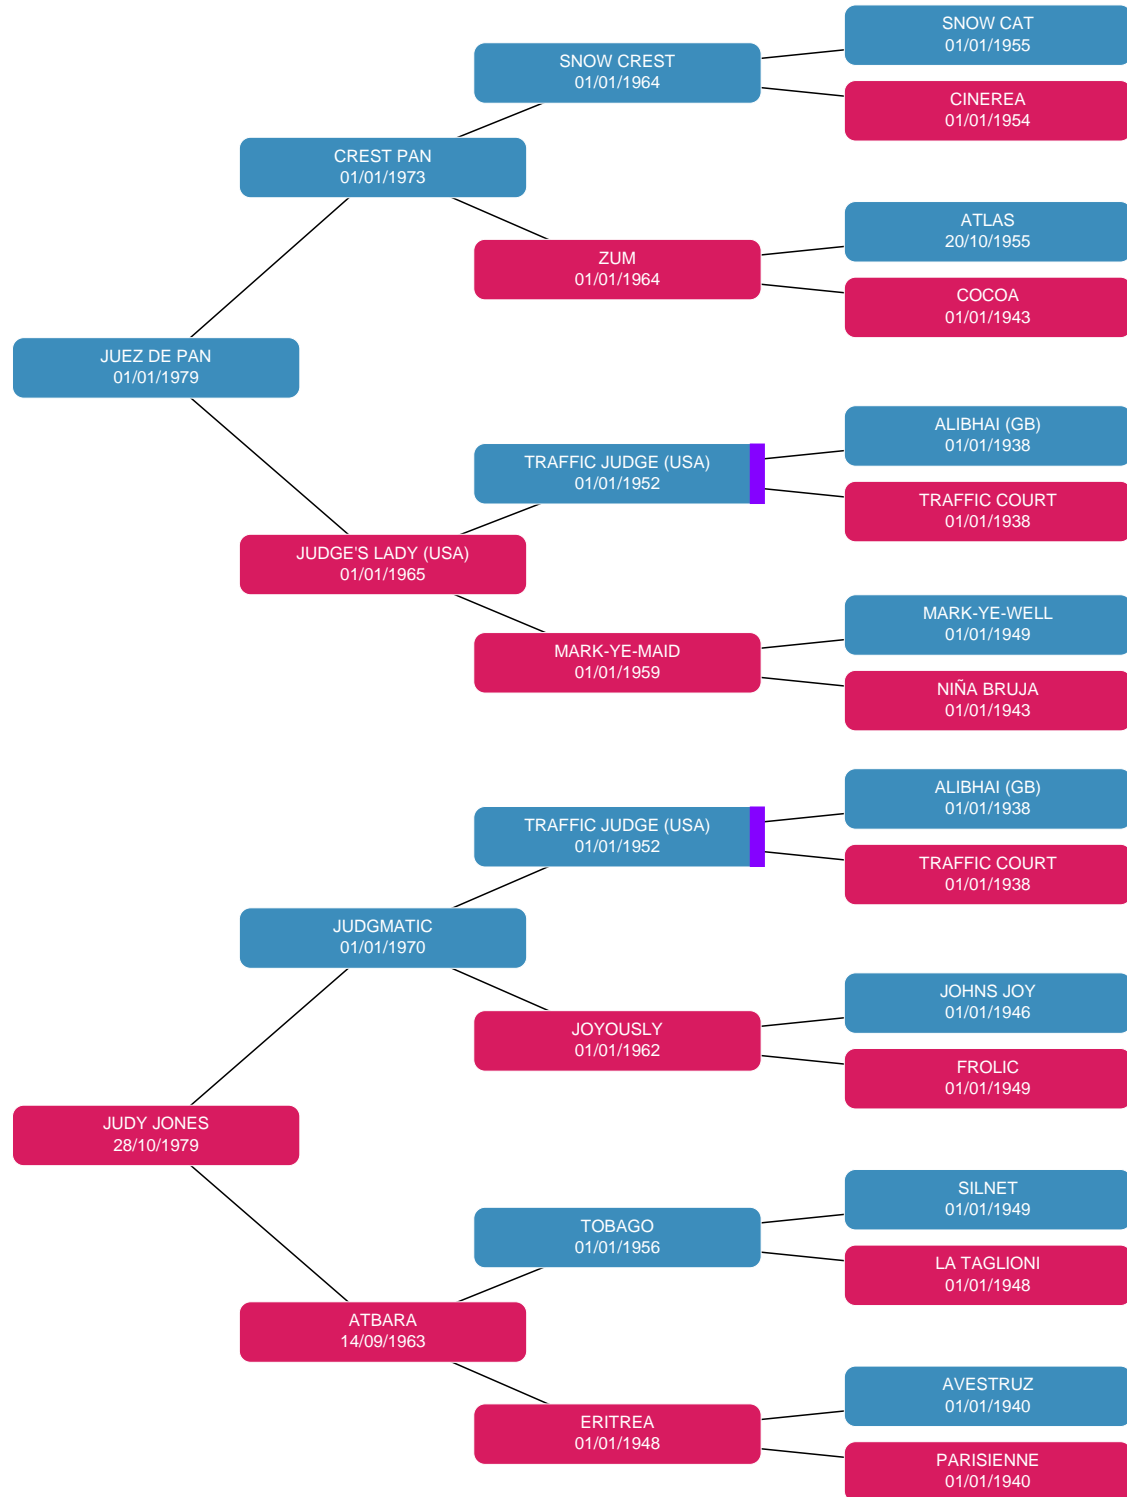 SNOW CAT
01/01/1955
SNOW CREST
01/01/1964
CINEREA
01/01/1954
CREST PAN
01/01/1973
ATLAS
20/10/1955
ZUM
01/01/1964
COCOA
01/01/1943
JUEZ DE PAN
01/01/1979
ALIBHAI (GB)
01/01/1938
TRAFFIC JUDGE (USA)
01/01/1952
TRAFFIC COURT
01/01/1938
JUDGE'S LADY (USA)
01/01/1965
MARK-YE-WELL
01/01/1949
MARK-YE-MAID
01/01/1959
NIÑA BRUJA
01/01/1943
ALIBHAI (GB)
01/01/1938
TRAFFIC JUDGE (USA)
01/01/1952
TRAFFIC COURT
01/01/1938
JUDGMATIC
01/01/1970
JOHNS JOY
01/01/1946
JOYOUSLY
01/01/1962
FROLIC
01/01/1949
JUDY JONES
28/10/1979
SILNET
01/01/1949
TOBAGO
01/01/1956
LA TAGLIONI
01/01/1948
ATBARA
14/09/1963
AVESTRUZ
01/01/1940
ERITREA
01/01/1948
PARISIENNE
01/01/1940